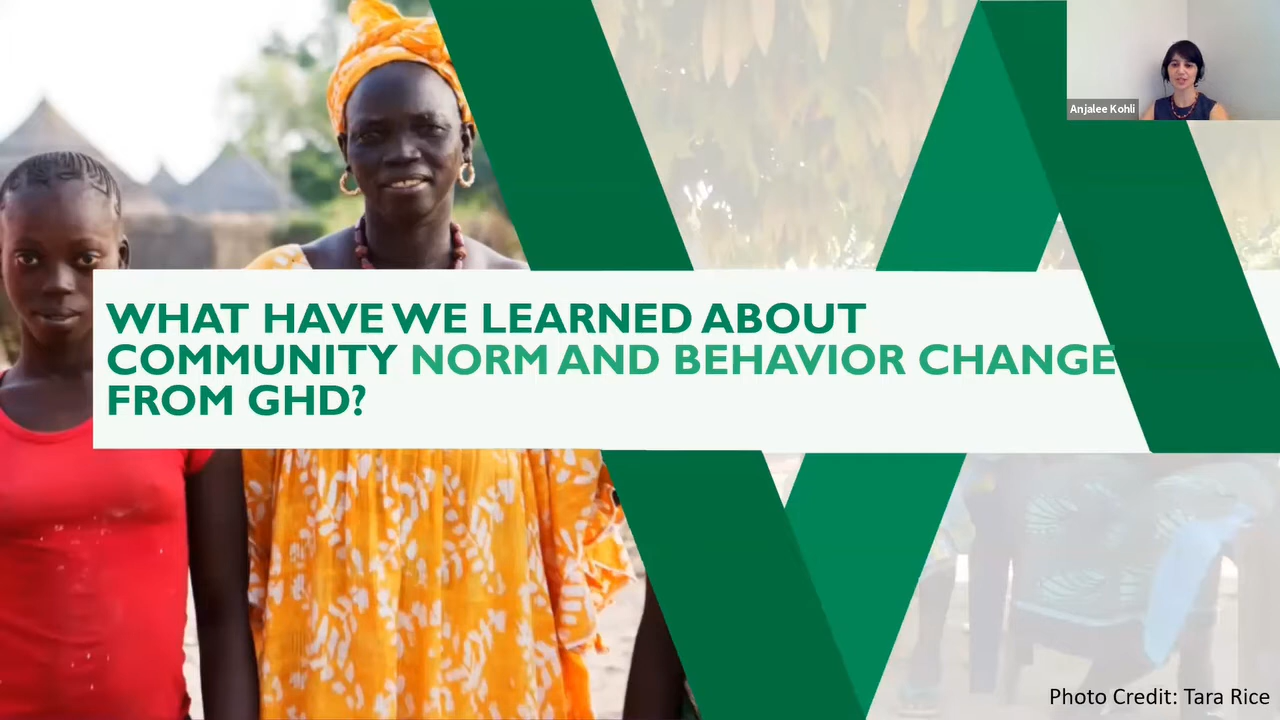 Anjalee Kohli
WHAT HAVE WE LEARNED ABOUT
COMMUNITY NORM AND BEHAVIOR CHANGE
FROM GHD?
Photo Credit: Tara Rice